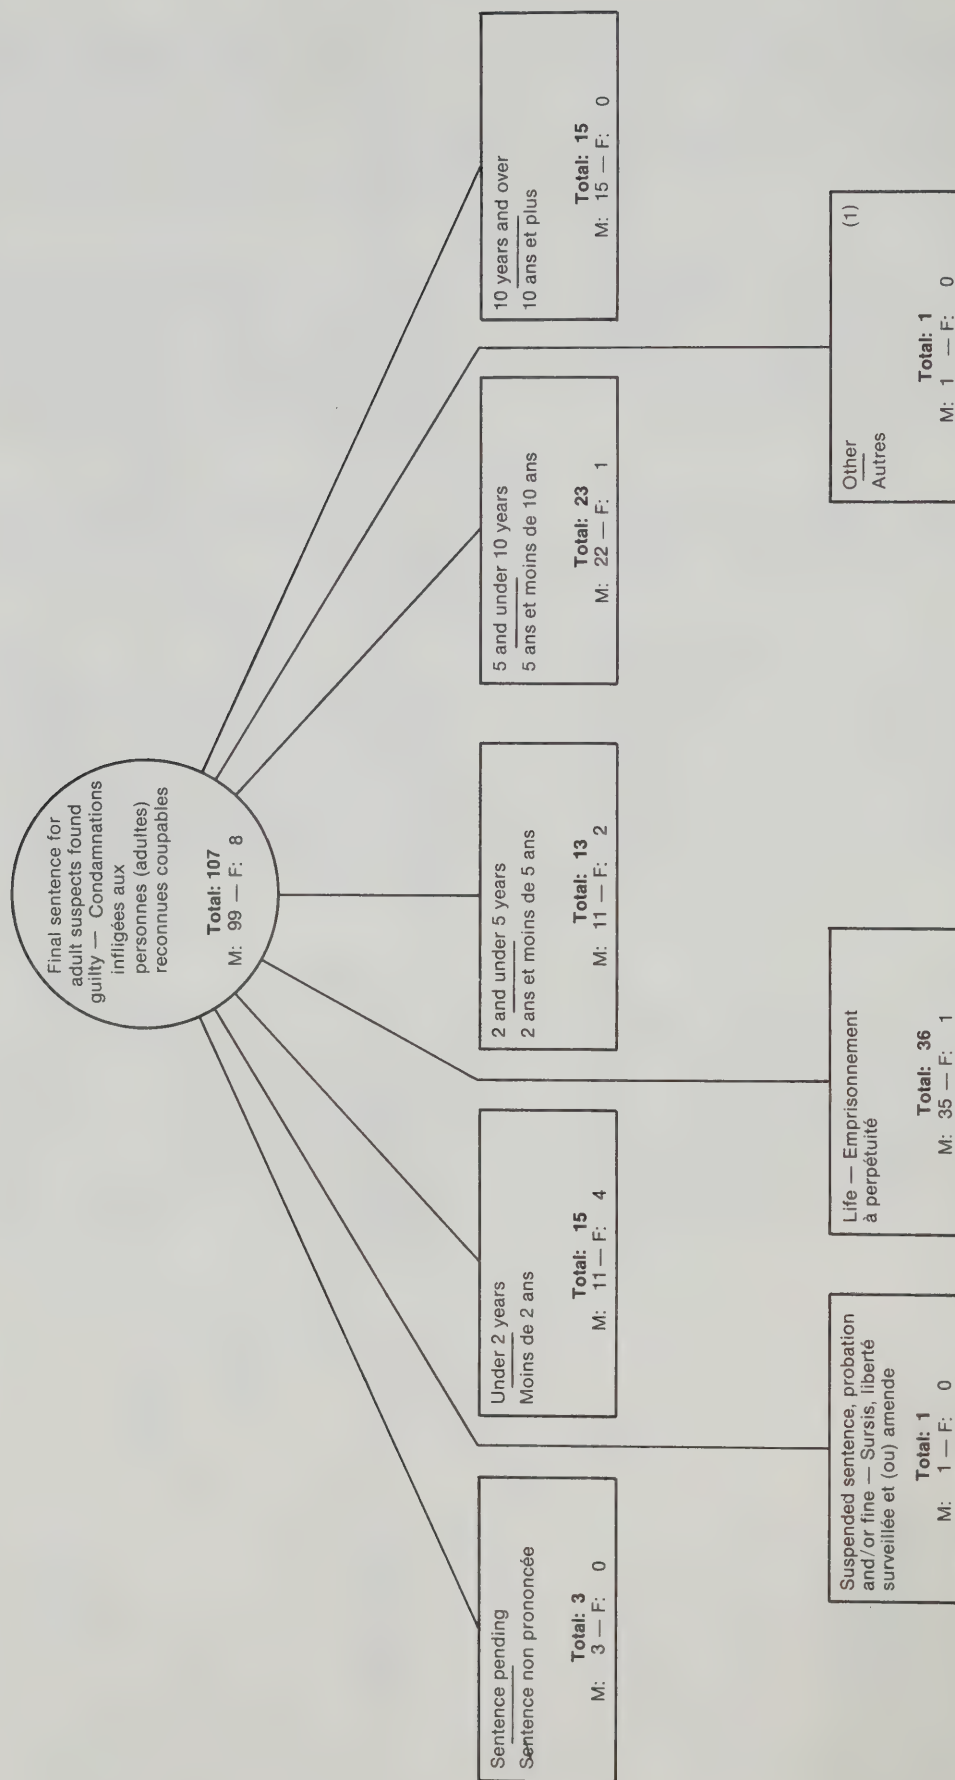 Final sentence for
adult suspects found
guilty — Condamnations
infligées aux
personnes (adultes)
reconnues coupables
Total: 107
M: 99 — F: 8
Sentence pending
Sentence non prononcée
Total: 3
M: 3 — F: 0
Under 2 years
Moins de 2 ans
Total: 15
M: 11 — F: 4
2 and under 5 years
2 ans et moins de 5 ans
Total: 13
M: 11 — F: 2
5 and under 10 years
5 ans et moins de 10 ans
Total: 23
M: 22 — F: 1
10 years and over
10 ans et plus
Total: 15
M: 15 — F: 0
Suspended sentence, probation
and/or fine — Sursis, liberté
surveillée et (ou) amende
Total: 1
M: 1 — F: 0
Life — Emprisonnement
à perpétuité
Total: 36
M: 35 — F: 1
Other (1)
Autres
Total: 1
M: 1 — F: 0